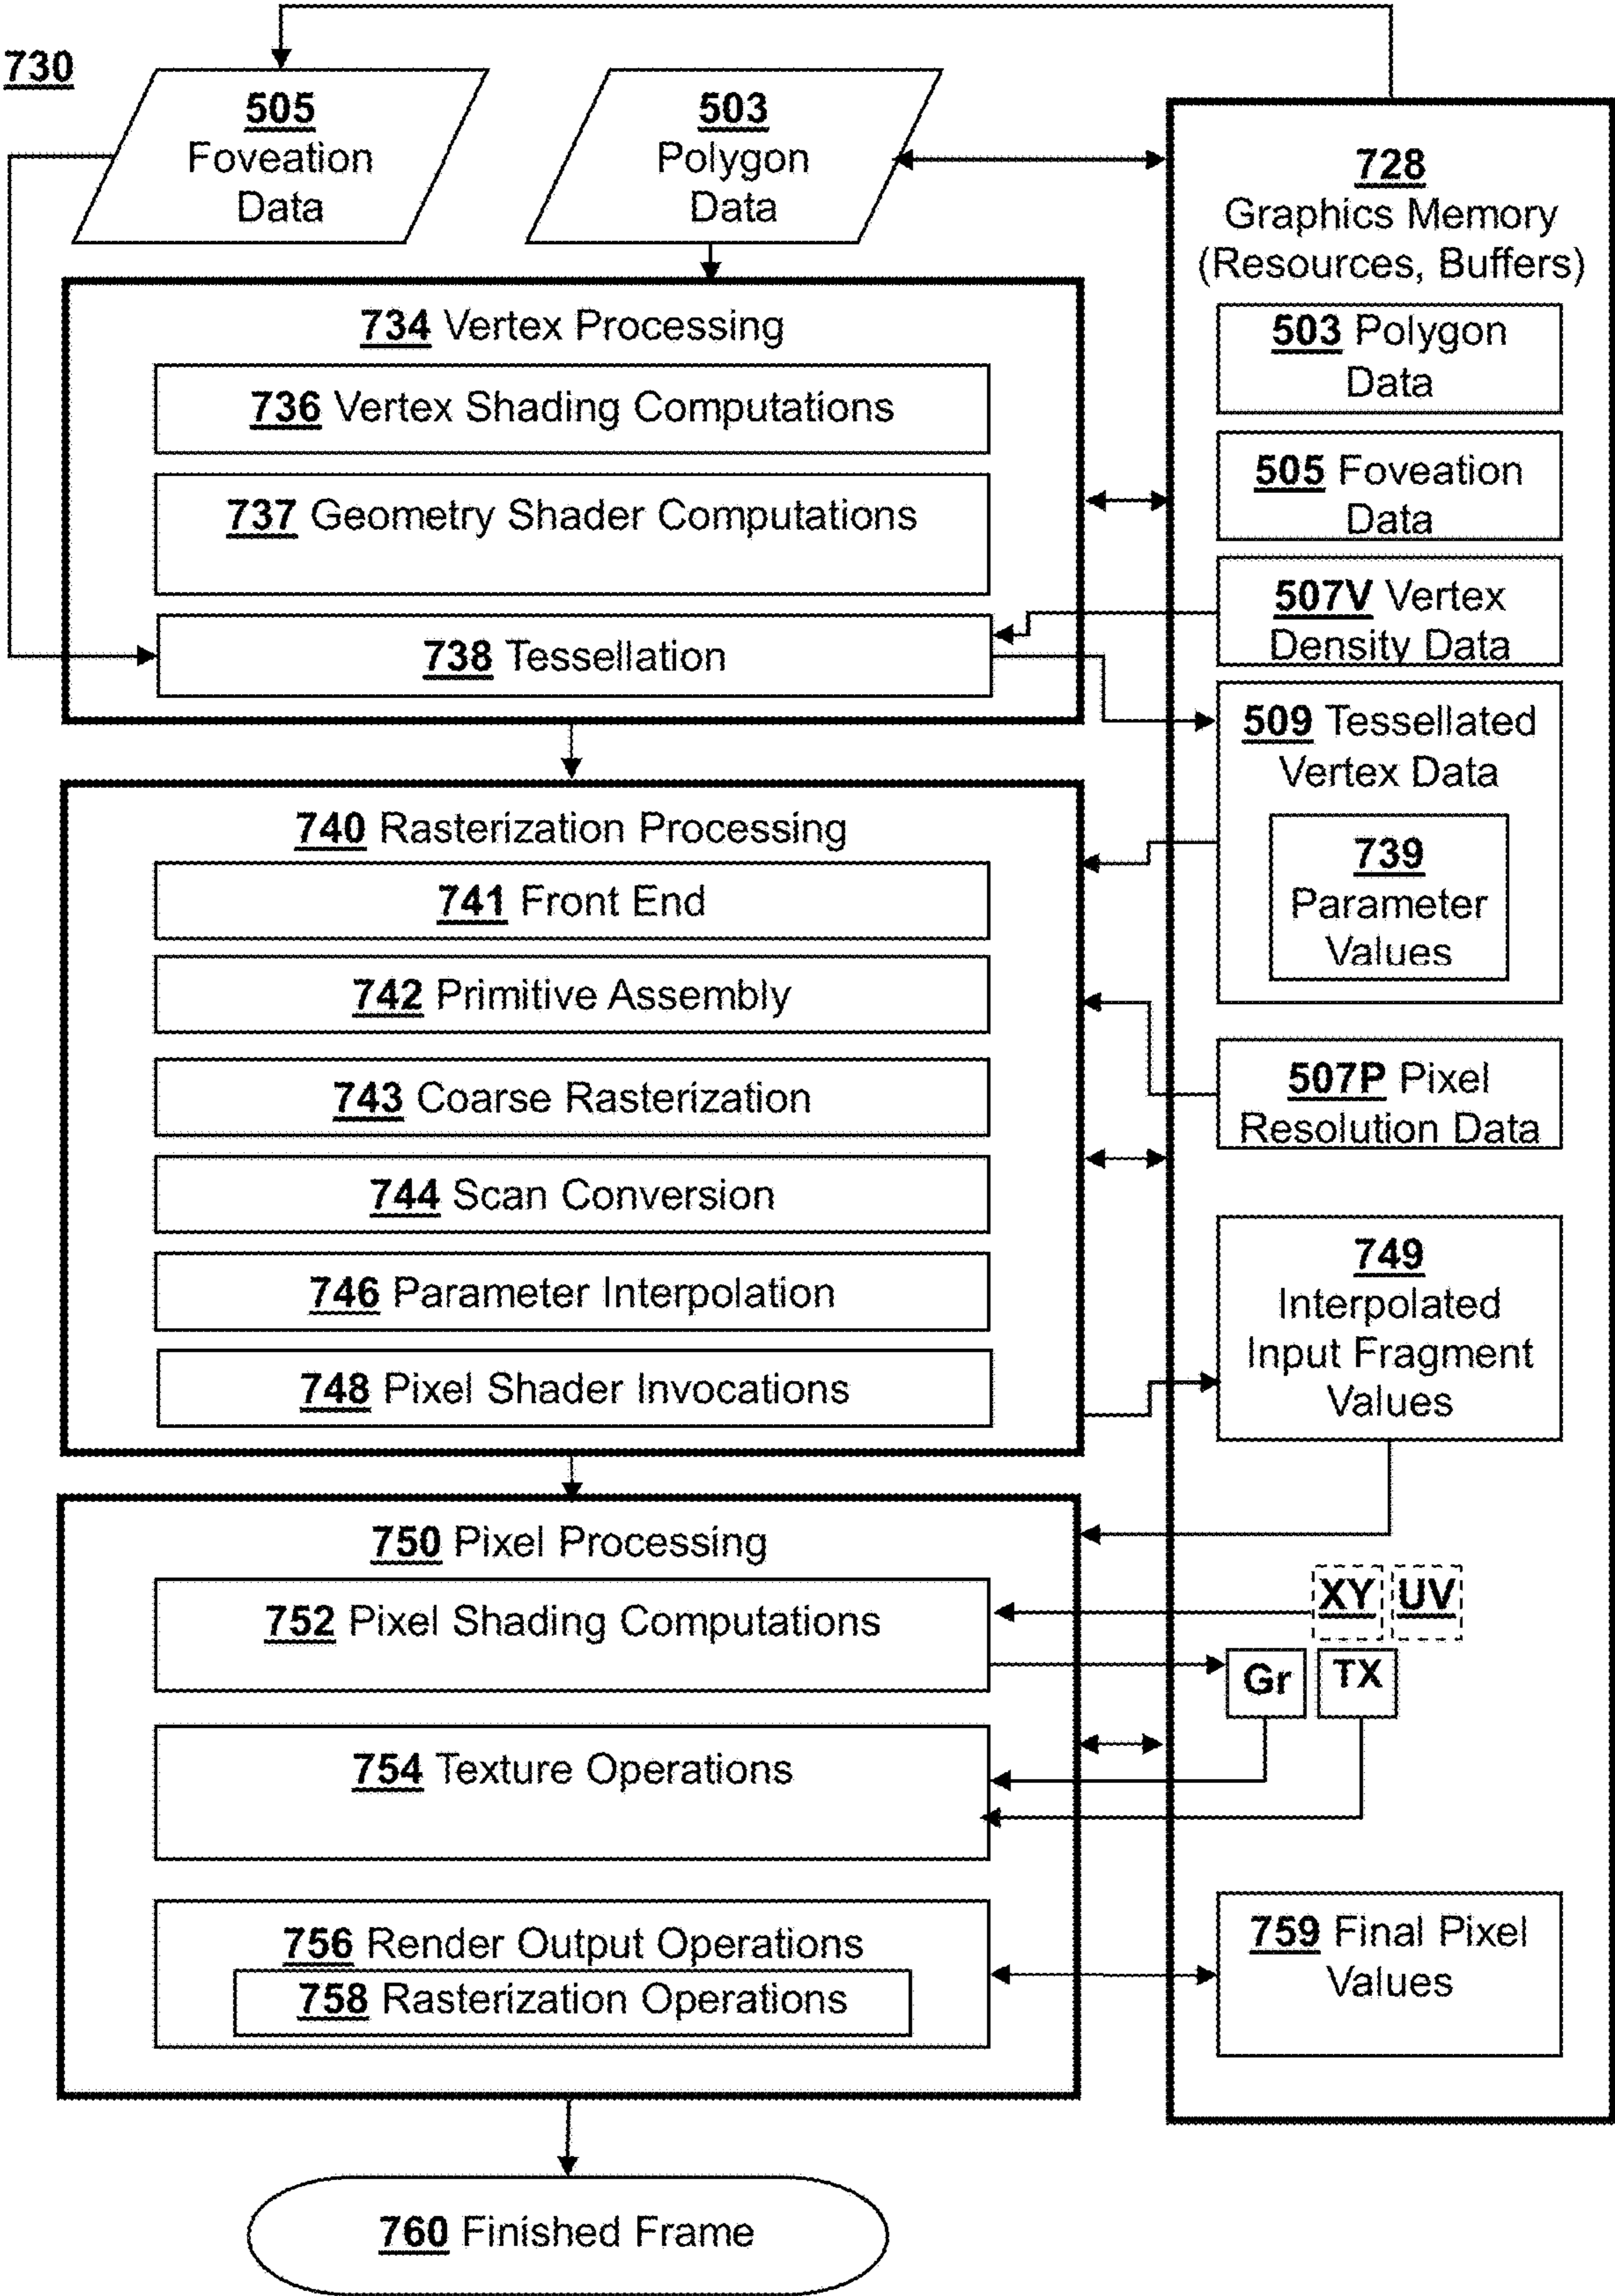 730
505
Foveation
Data
503
Polygon
Data
734 Vertex Processing
736 Vertex Shading Computations
737 Geometry Shader Computations
738 Tessellation
740 Rasterization Processing
741 Front End
742 Primitive Assembly
743 Coarse Rasterization
744 Scan Conversion
746 Parameter Interpolation
748 Pixel Shader Invocations
750 Pixel Processing
752 Pixel Shading Computations
754 Texture Operations
756 Render Output Operations
758 Rasterization Operations
760 Finished Frame
728
Graphics Memory
(Resources, Buffers)
503 Polygon
Data
505 Foveation
Data
507V Vertex
Density Data
509 Tessellated
Vertex Data
739
Parameter
Values
507P Pixel
Resolution Data
749
Interpolated
Input Fragment
Values
XY UV
Gr TX
759 Final Pixel
Values